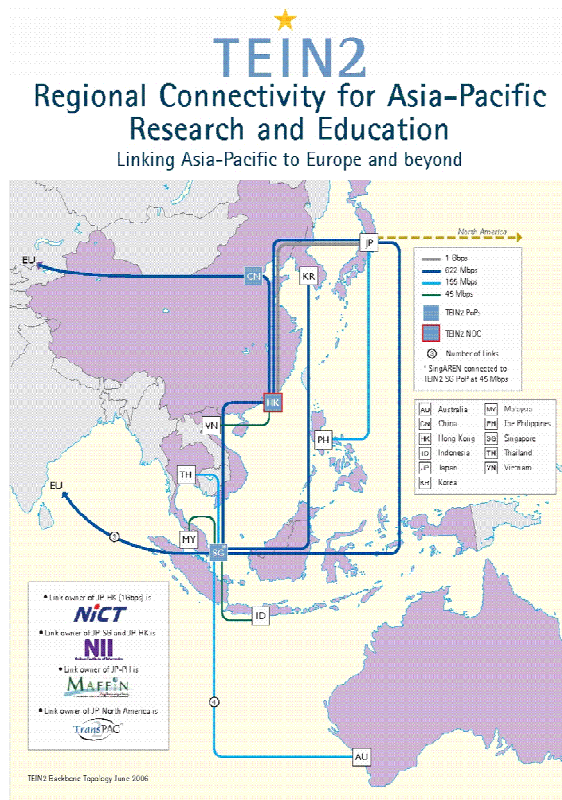 TEIN2
Regional Connectivity for Asia-Pacific
Research and Education
Linking Asia-Pacific to Europe and beyond
North America
EU
CN
KR
JP
1 Gbps
622 Mbps
155 Mbps
45 Mbps
TEIN2 PoPs
TEIN2 NOC
Number of Links
* SingAREN connected to
TEIN2 SG PoP at 45 Mbps
HK
VN
PH
AU Australia
CN China
HK Hong Kong
ID Indonesia
JP Japan
KR Korea
MY Malaysia
PH The Philippines
SG Singapore
TH Thailand
VN Vietnam
TH
EU
MY
SG
ID
• Link owner of JP-HK (1Gbps) is
NiCT
• Link owner of JP-SG and JP-HK is
NII
• Link owner of JP-PH is
MAFFIN
• Link owner of JP-North America is
TransPAC
4
AU
TEIN2 Backbone Topology June 2006